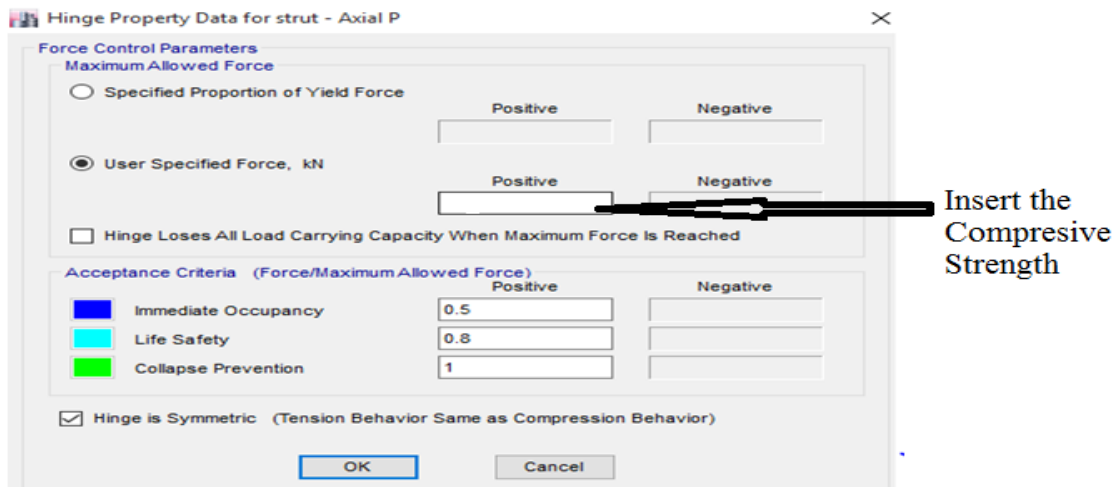 Hinge Property Data for strut - Axial P
Force Control Parameters
Maximum Allowed Force
Specified Proportion of Yield Force
Positive Negative
User Specified Force, kN
Positive Negative
Hinge Loses All Load Carrying Capacity When Maximum Force Is Reached
Insert the
Compresive
Strength
Acceptance Criteria (Force/Maximum Allowed Force)
Positive Negative
Immediate Occupancy 0.5
Life Safety 0.8
Collapse Prevention 1
Hinge is Symmetric (Tension Behavior Same as Compression Behavior)
OK Cancel